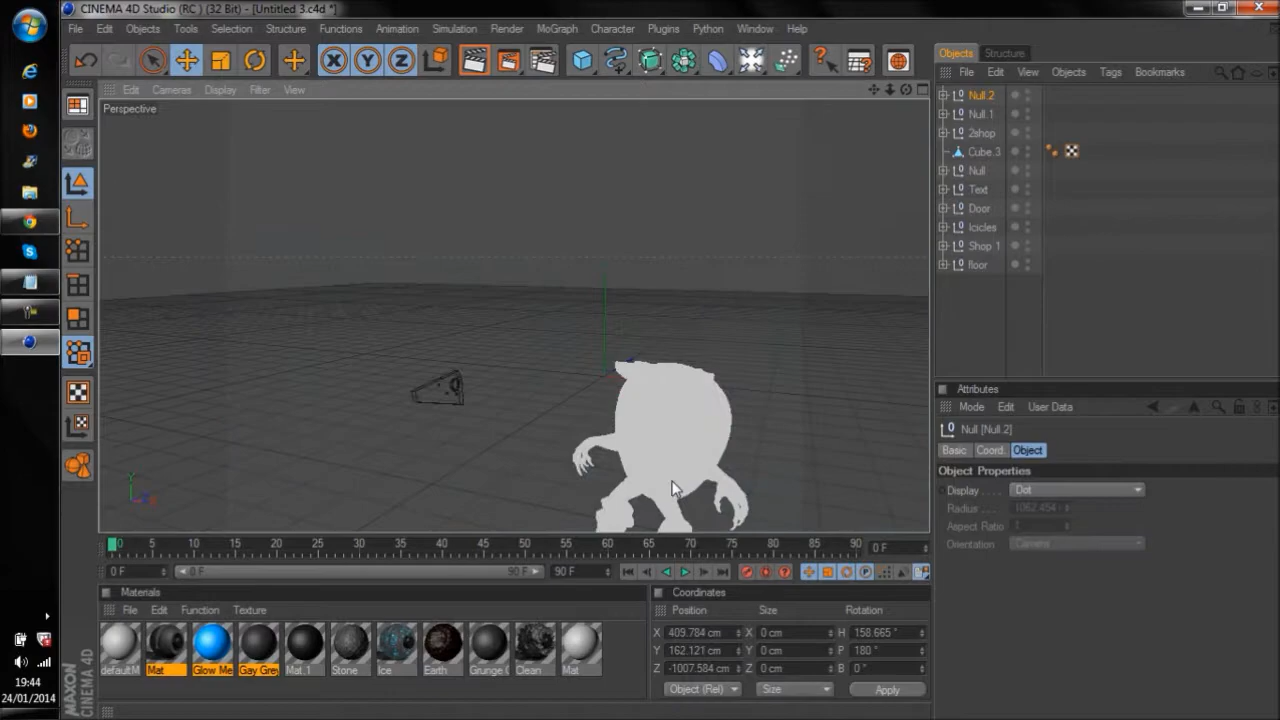 CINEMA 4D Studio (RC ) (32 Bit) - [Untitled 3.c4d *]
File Edit Objects Tools Selection Structure Functions Animation Simulation Render MoGraph Character Plugins Python Window Help
X Y Z
Objects Structure
File Edit View Objects Tags Bookmarks
Edit Cameras Display Filter View
Perspective
Null.2
Null.1
2shop
Cube.3
Null
Text
Door
Icicles
Shop 1
floor
Attributes
Mode Edit User Data
Null [Null.2]
Basic Coord. Object
Object Properties
Display Dot
Radius 1062.454
Aspect Ratio 1
Orientation Camera
0 5 10 15 20 25 30 35 40 45 50 55 60 65 70 75 80 85 90 0 F
0 F 0 F 90 F 90 F
Materials
File Edit Function Texture
default.M Mat Glow Me Gay Grey Mat.1 Stone Ice Earth Grunge C Clean Mat
Coordinates
Position Size Rotation
X 409.784 cm X 0 cm H 158.665 °
Y 162.121 cm Y 0 cm P 180 °
Z -1007.584 cm Z 0 cm B 0 °
Object (Rel) Size Apply
MAXON
CINEMA 4D
19:44
24/01/2014